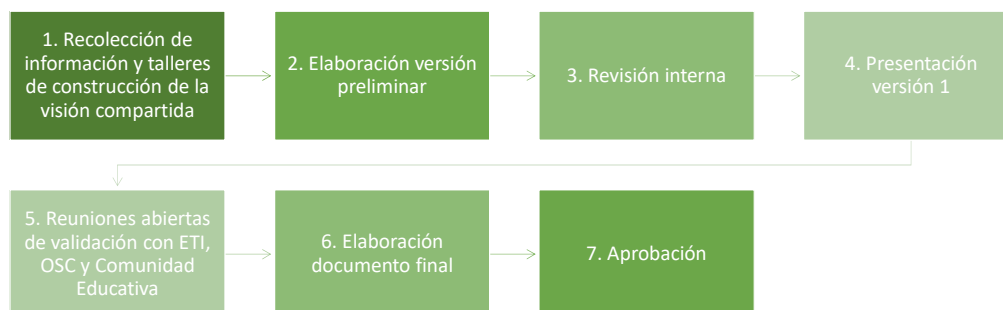 1. Recolección de
información y talleres
de construcción de la
visión compartida
2. Elaboración versión
preliminar
3. Revisión interna
4. Presentación
versión 1
5. Reuniones abiertas
de validación con ETI,
OSC y Comunidad
Educativa
6. Elaboración
documento final
7. Aprobación